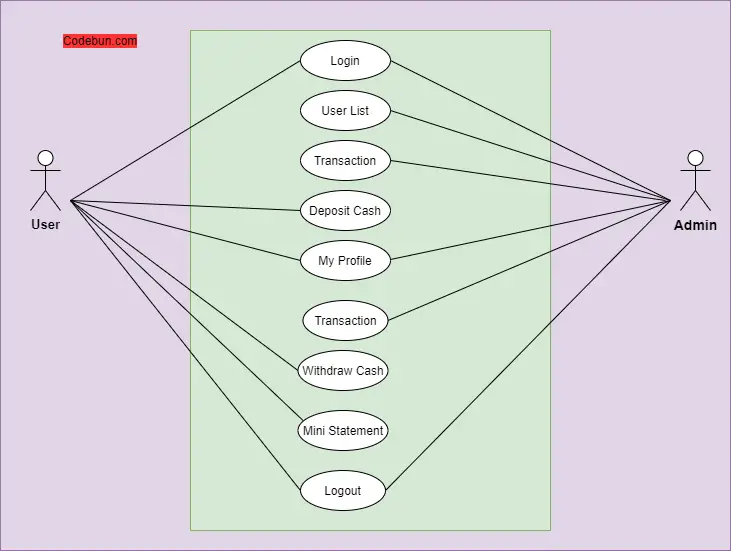 Codebun.com
Login
User List
Transaction
Deposit Cash
My Profile
Transaction
Withdraw Cash
Mini Statement
Logout
User
Admin